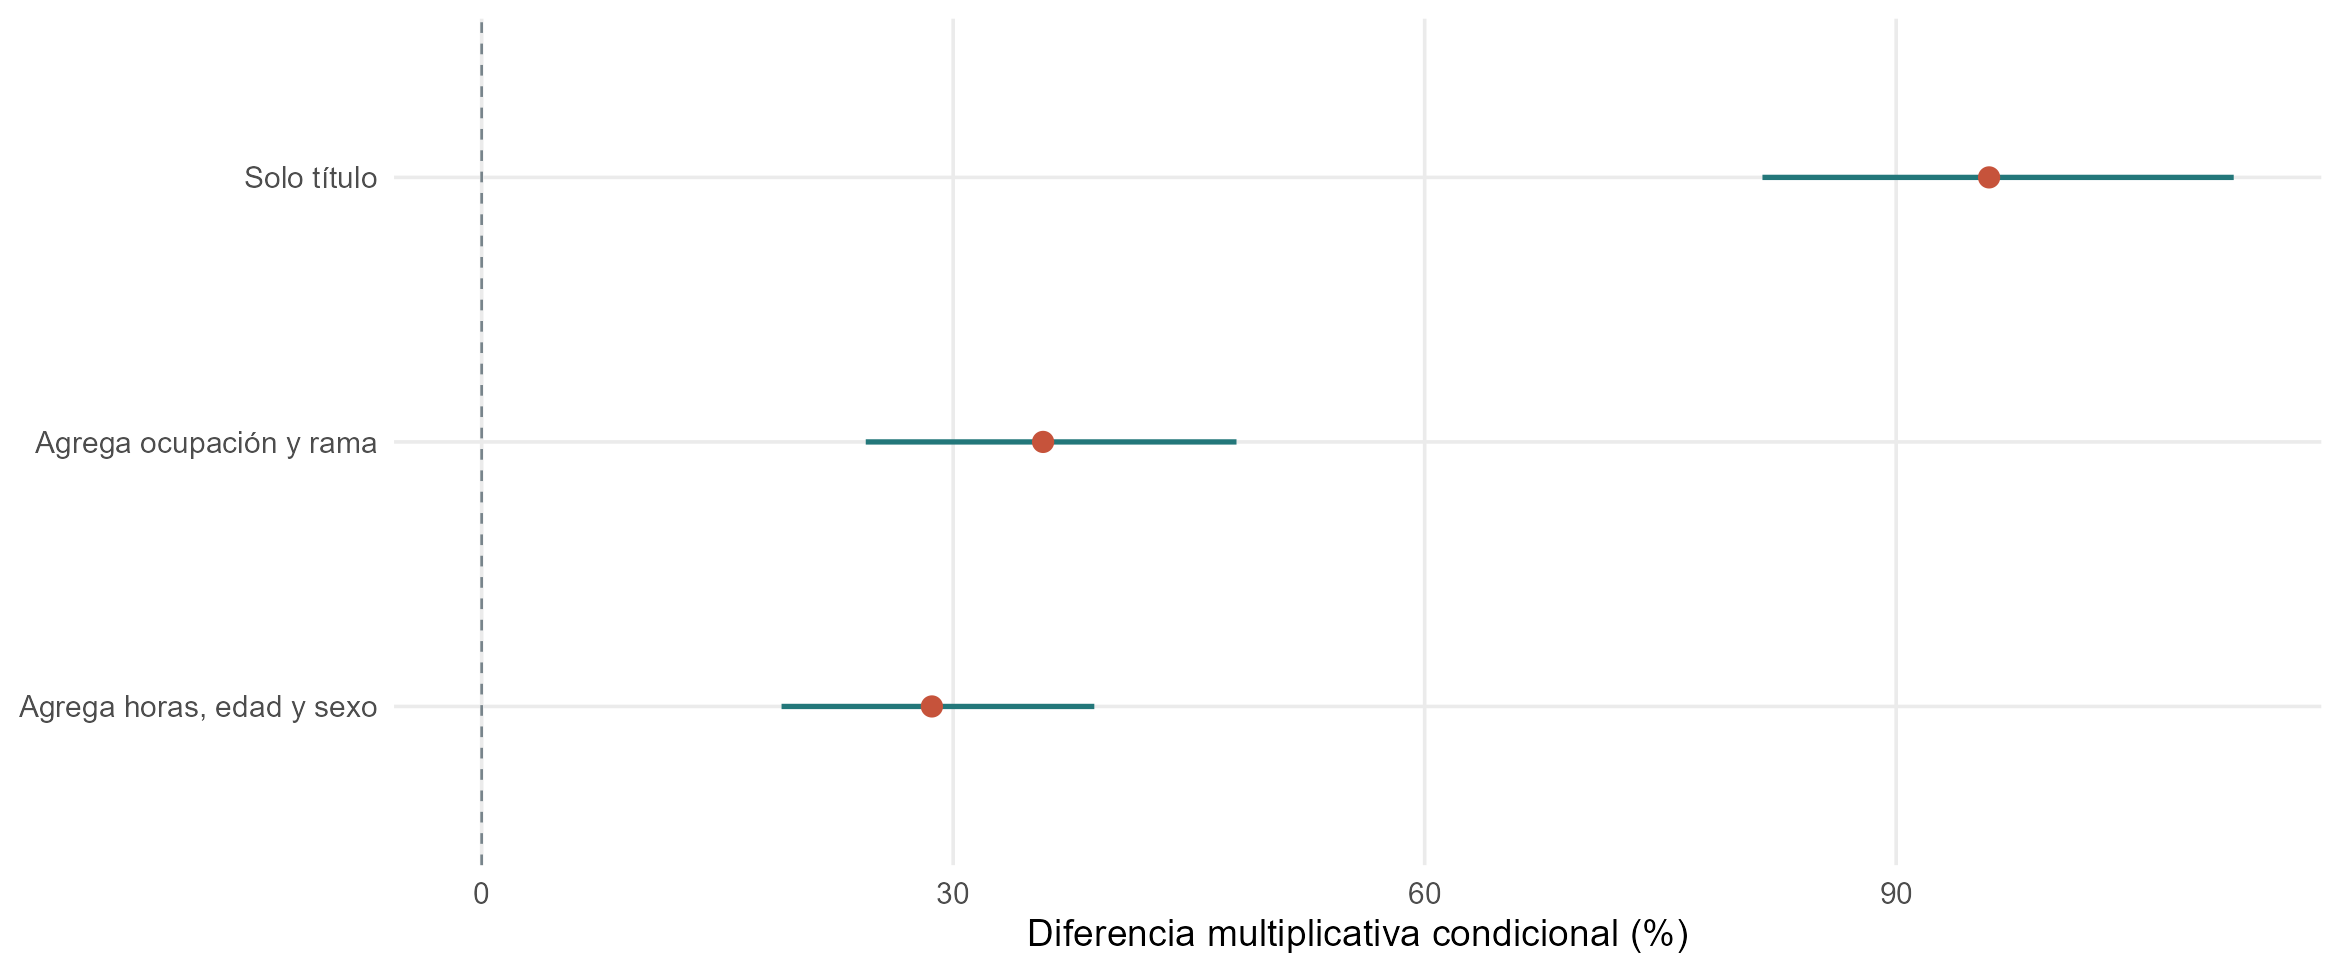 Solo título
Agrega ocupación y rama
Agrega horas, edad y sexo
0 30 60 90
Diferencia multiplicativa condicional (%)